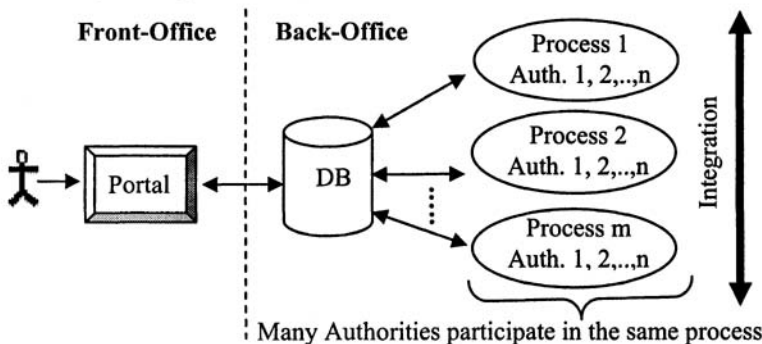 Front-Office
Back-Office
Process 1
Auth. 1, 2,..,n
Portal
DB
Process 2
Auth. 1, 2,..,n
Process m
Auth. 1, 2,..,n
Integration
Many Authorities participate in the same process